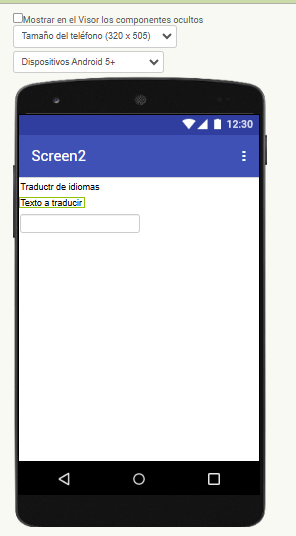 Mostrar en el Visor los componentes ocultos
Tamaño del teléfono (320 x 505)
Dispositivos Android 5+
12:30
Screen2
Traductr de idiomas
Texto a traducir